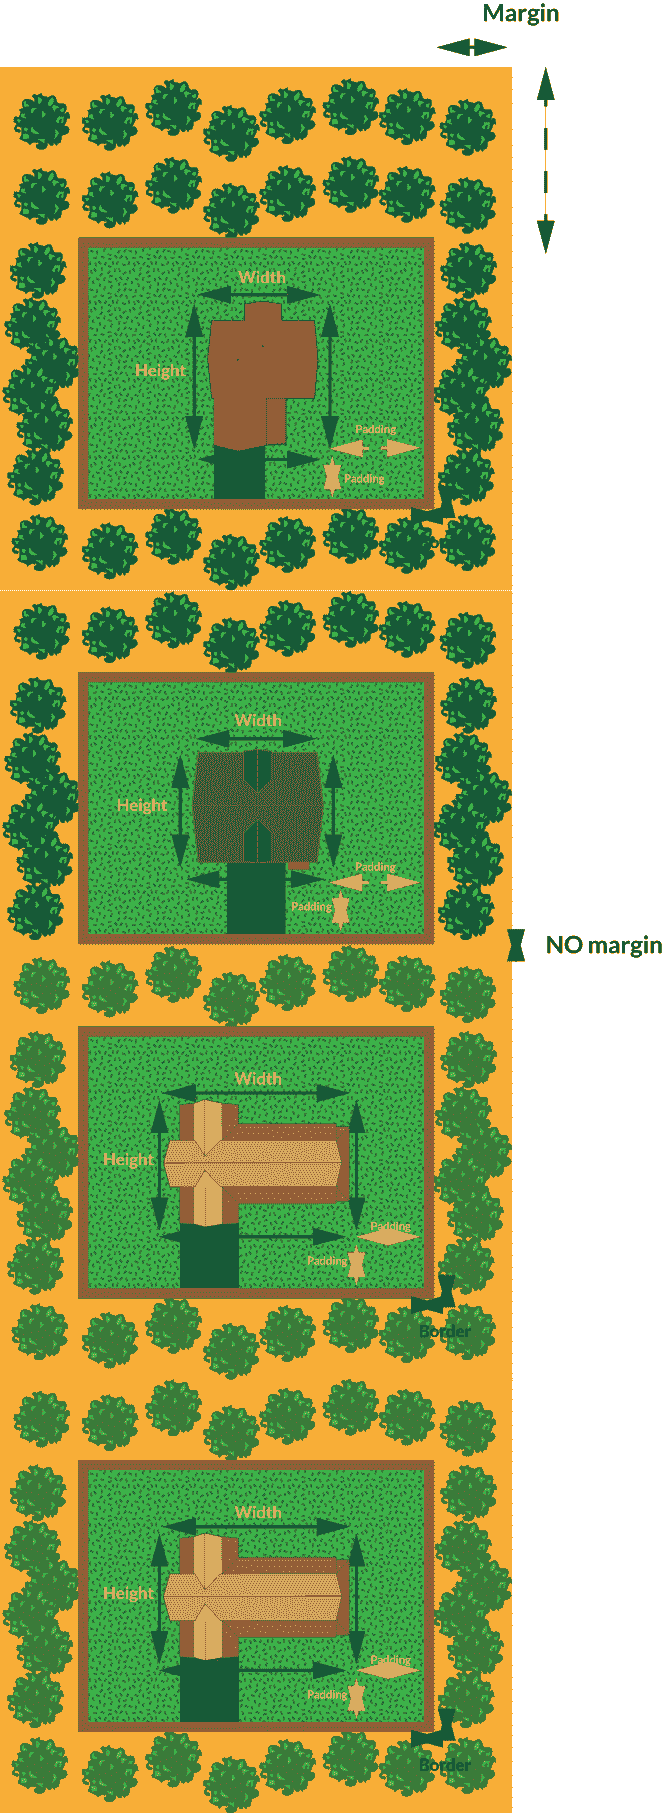 Margin
Width
Height
Padding
Padding
Width
Height
Padding
Padding
NO margin
Width
Height
Padding
Padding
Border
Width
Height
Padding
Padding
Border